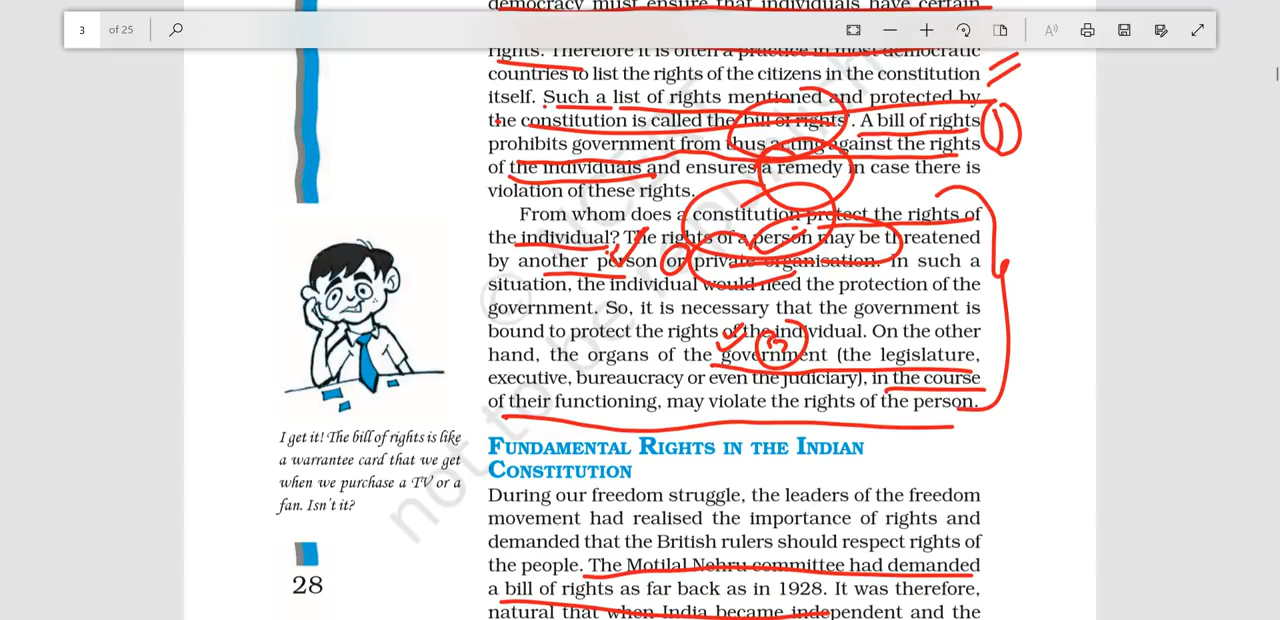 democracy must ensure that individuals have certain
3 of 25
rights. Therefore it is often a practice in most democratic
countries to list the rights of the citizens in the constitution
itself. Such a list of rights mentioned and protected by
the constitution is called the ‘bill of rights’. A bill of rights
prohibits government from thus acting against the rights
of the individuals and ensures a remedy in case there is
violation of these rights.
From whom does a constitution protect the rights of
the individual? The rights of a person may be threatened
by another person or private organisation. In such a
situation, the individual would need the protection of the
government. So, it is necessary that the government is
bound to protect the rights of the individual. On the other
hand, the organs of the government (the legislature,
executive, bureaucracy or even the judiciary), in the course
of their functioning, may violate the rights of the person.
I get it! The bill of rights is like
a warrantee card that we get
when we purchase a TV or a
fan. Isn’t it?
28
FUNDAMENTAL RIGHTS IN THE INDIAN
CONSTITUTION
During our freedom struggle, the leaders of the freedom
movement had realised the importance of rights and
demanded that the British rulers should respect rights of
the people. The Motilal Nehru committee had demanded
a bill of rights as far back as in 1928. It was therefore,
natural that when India became independent and the
not to be republish